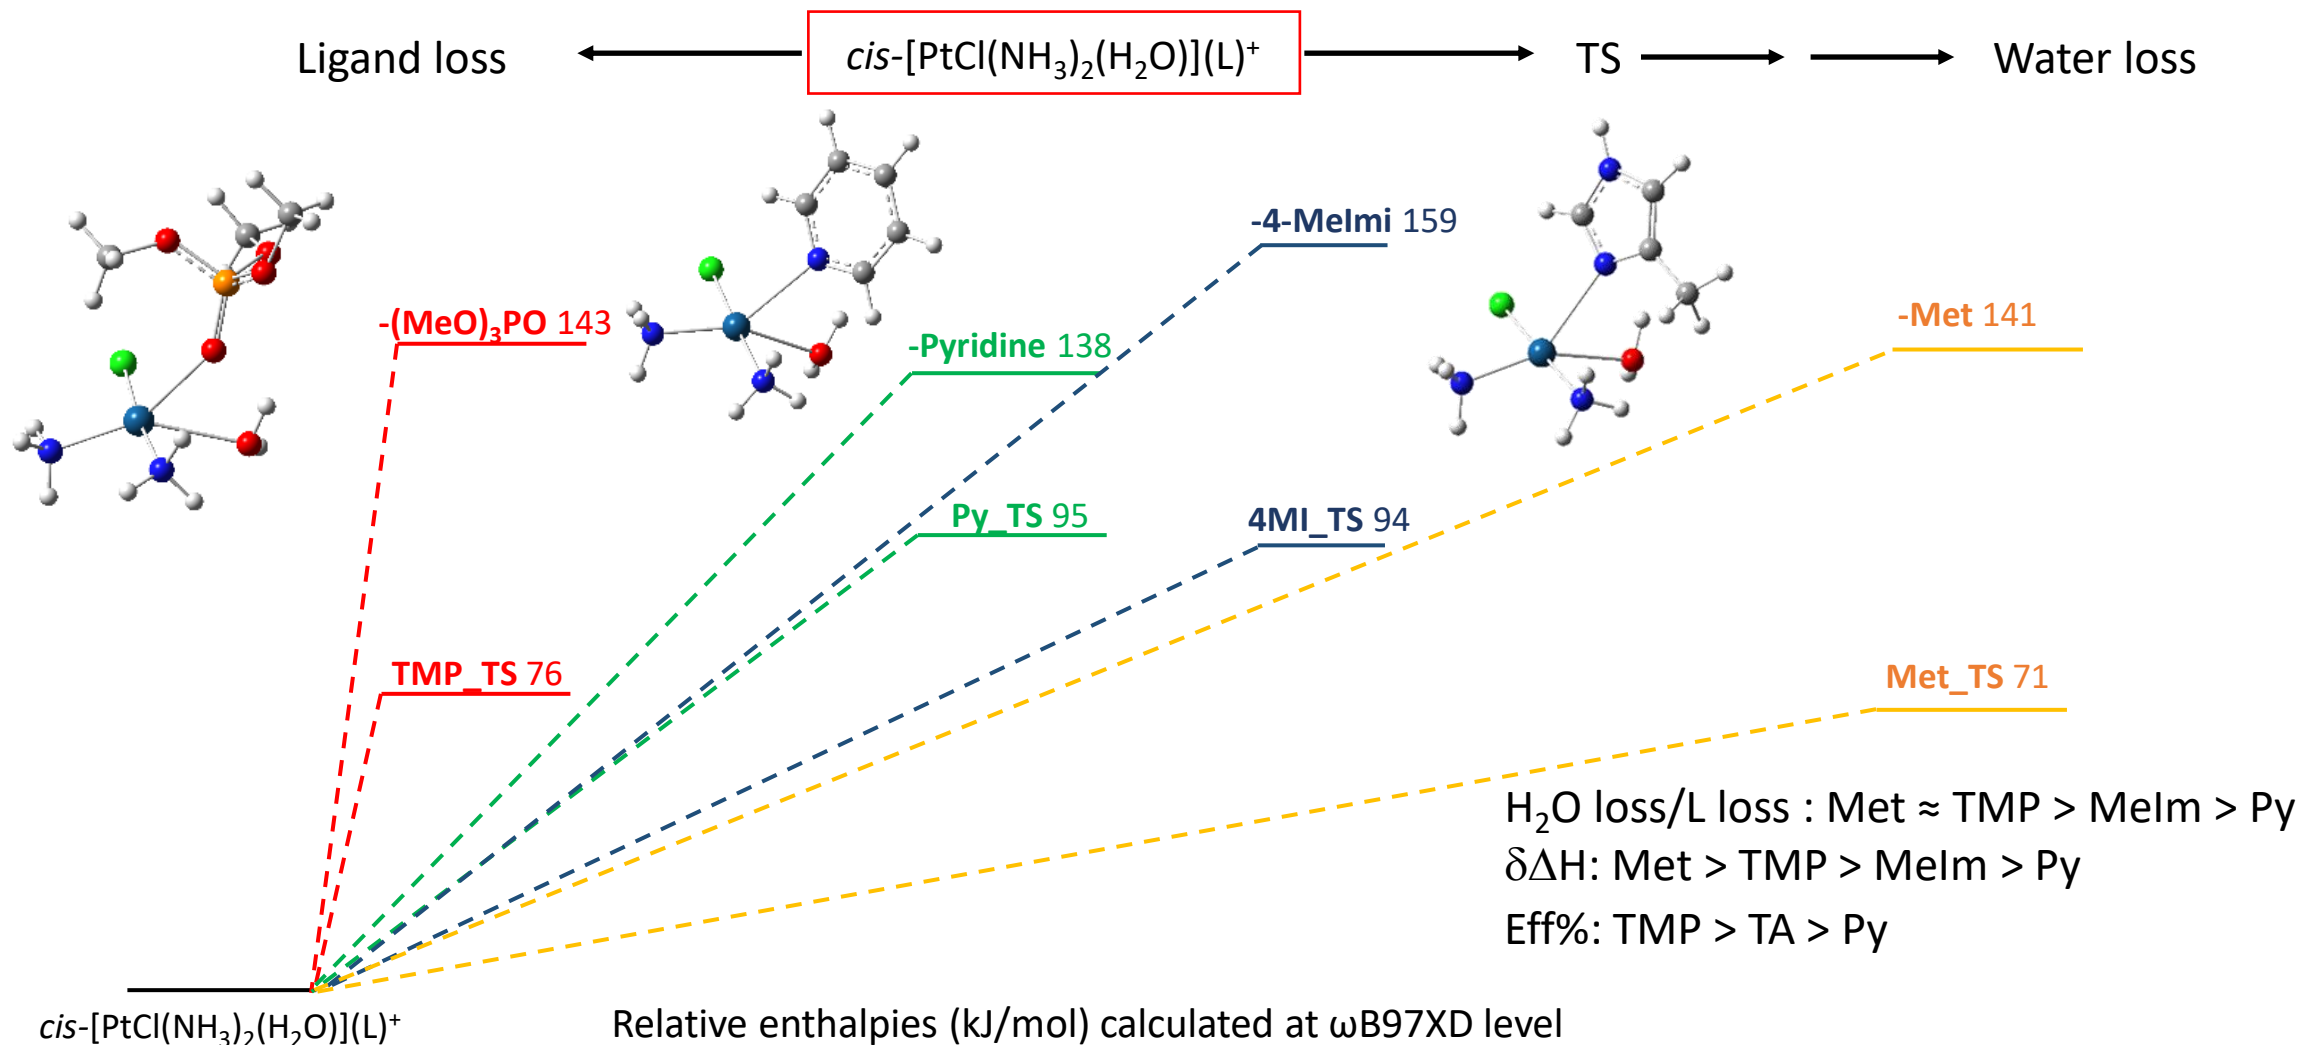 Ligand loss
cis-[PtCl(NH₃)₂(H₂O)](L)⁺
TS
Water loss
-4-MeImi 159
-(MeO)₃PO 143
-Pyridine 138
-Met 141
Py_TS 95
4MI_TS 94
TMP_TS 76
Met_TS 71
H₂O loss/L loss : Met ≈ TMP > MeIm > Py
δΔH: Met > TMP > MeIm > Py
Eff%: TMP > TA > Py
cis-[PtCl(NH₃)₂(H₂O)](L)⁺
Relative enthalpies (kJ/mol) calculated at ωB97XD level